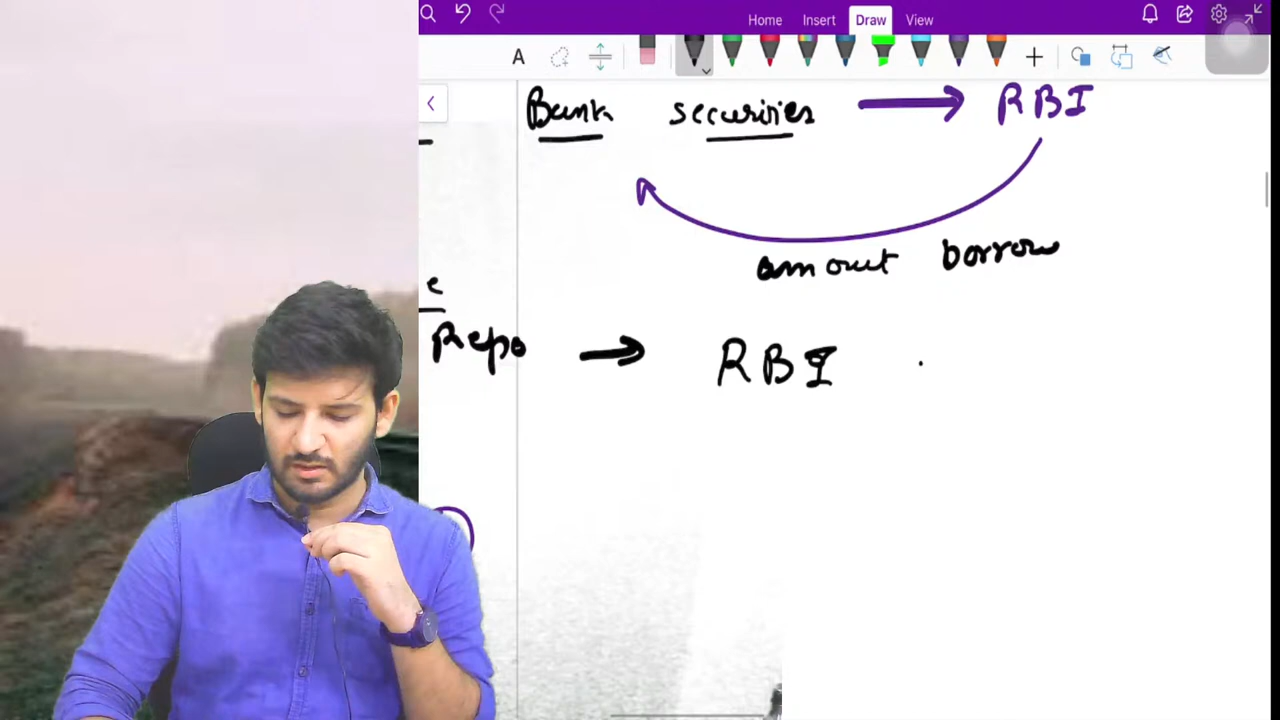 Home Insert Draw View
A
Bank securities → RBI
amout borrow
e
Repo → RBI